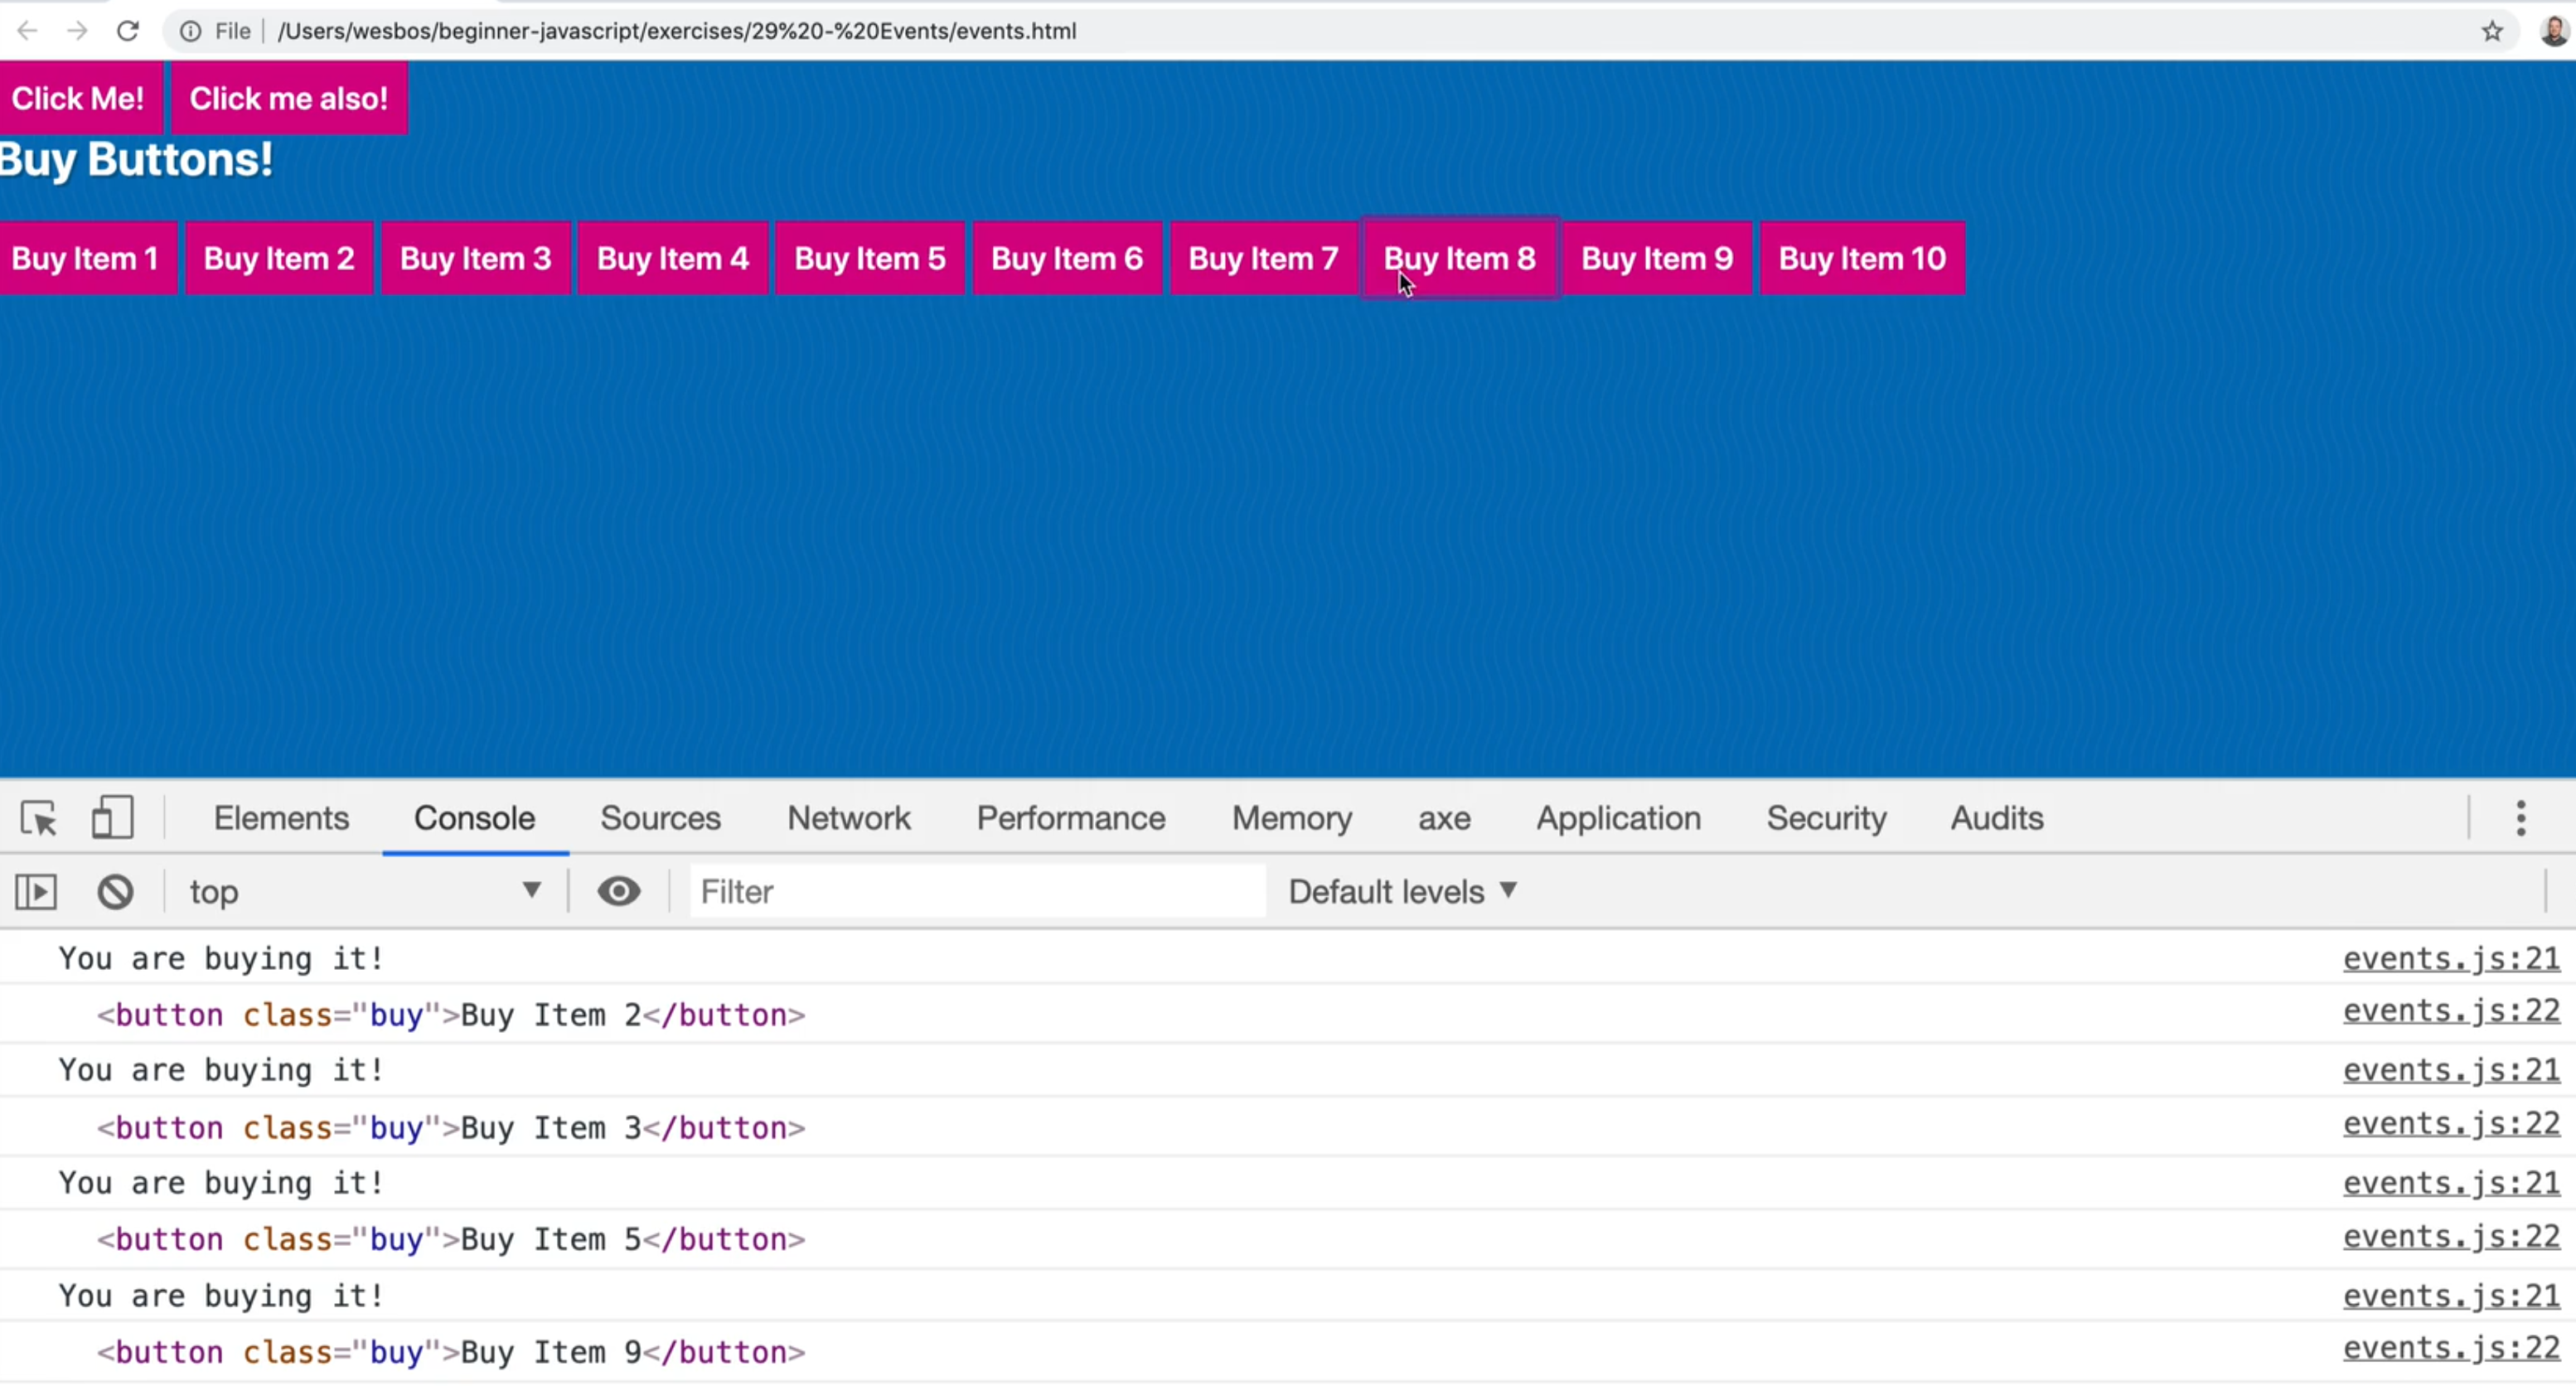 File /Users/wesbos/beginner-javascript/exercises/29%20-%20Events/events.html
Click Me! Click me also!
Buy Buttons!
Buy Item 1 Buy Item 2 Buy Item 3 Buy Item 4 Buy Item 5 Buy Item 6 Buy Item 7 Buy Item 8 Buy Item 9 Buy Item 10
Elements Console Sources Network Performance Memory axe Application Security Audits
top Filter Default levels
You are buying it! events.js:21
<button class="buy">Buy Item 2</button> events.js:22
You are buying it! events.js:21
<button class="buy">Buy Item 3</button> events.js:22
You are buying it! events.js:21
<button class="buy">Buy Item 5</button> events.js:22
You are buying it! events.js:21
<button class="buy">Buy Item 9</button> events.js:22